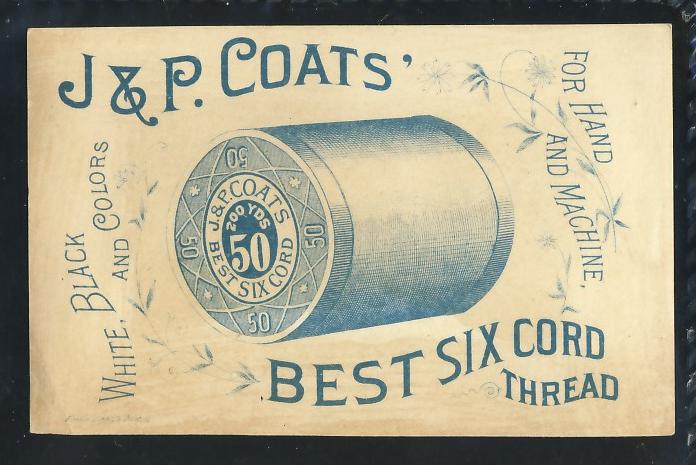 J & P. COATS'
FOR HAND
AND MACHINE,
WHITE, BLACK
AND COLORS
50
50
50
50
J. & P. COATS
200 YDS
50
BEST SIX CORD
BEST SIX CORD
THREAD